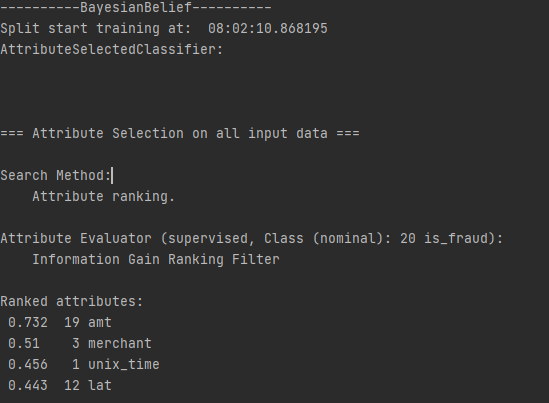 ----------BayesianBelief----------
Split start training at:  08:02:10.868195
AttributeSelectedClassifier:
=== Attribute Selection on all input data ===
Search Method:
    Attribute ranking.
Attribute Evaluator (supervised, Class (nominal): 20 is_fraud):
    Information Gain Ranking Filter
Ranked attributes:
 0.732  19 amt
 0.51    3 merchant
 0.456   1 unix_time
 0.443  12 lat